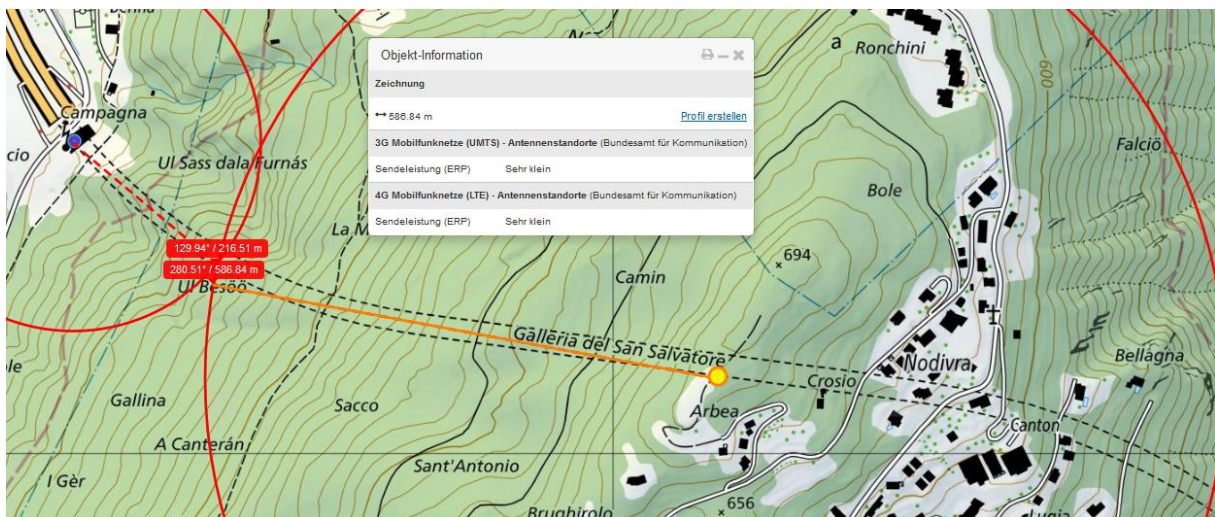 Campagna
cio
Ul Sass dala Furnás
La M
129.94° / 216.51 m
280.51° / 586.84 m
Ul Besöö
le
Gallina
Sacco
A Canterán
I Gèr
Sant'Antonio
Brughirolo
Objekt-Information
Zeichnung
586.84 m
Profil erstellen
3G Mobilfunknetze (UMTS) - Antennenstandorte (Bundesamt für Kommunikation)
Sendeleistung (ERP) Sehr klein
4G Mobilfunknetze (LTE) - Antennenstandorte (Bundesamt für Kommunikation)
Sendeleistung (ERP) Sehr klein
a
Ronchini
600
Falciö
Bole
694
Camin
Galleria del San Salvatore
Nodivra
Bellagna
Crosio
Arbea
Canton
656